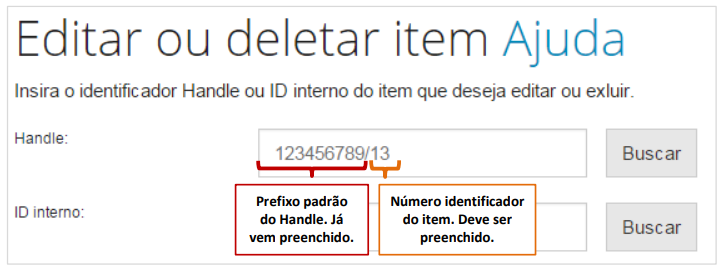 Editar ou deletar item Ajuda
Insira o identificador Handle ou ID interno do item que deseja editar ou exluir.
Handle:
123456789/13
Buscar
Prefixo padrão
do Handle. Já
vem preenchido.
Número identificador
do item. Deve ser
preenchido.
ID interno:
Buscar